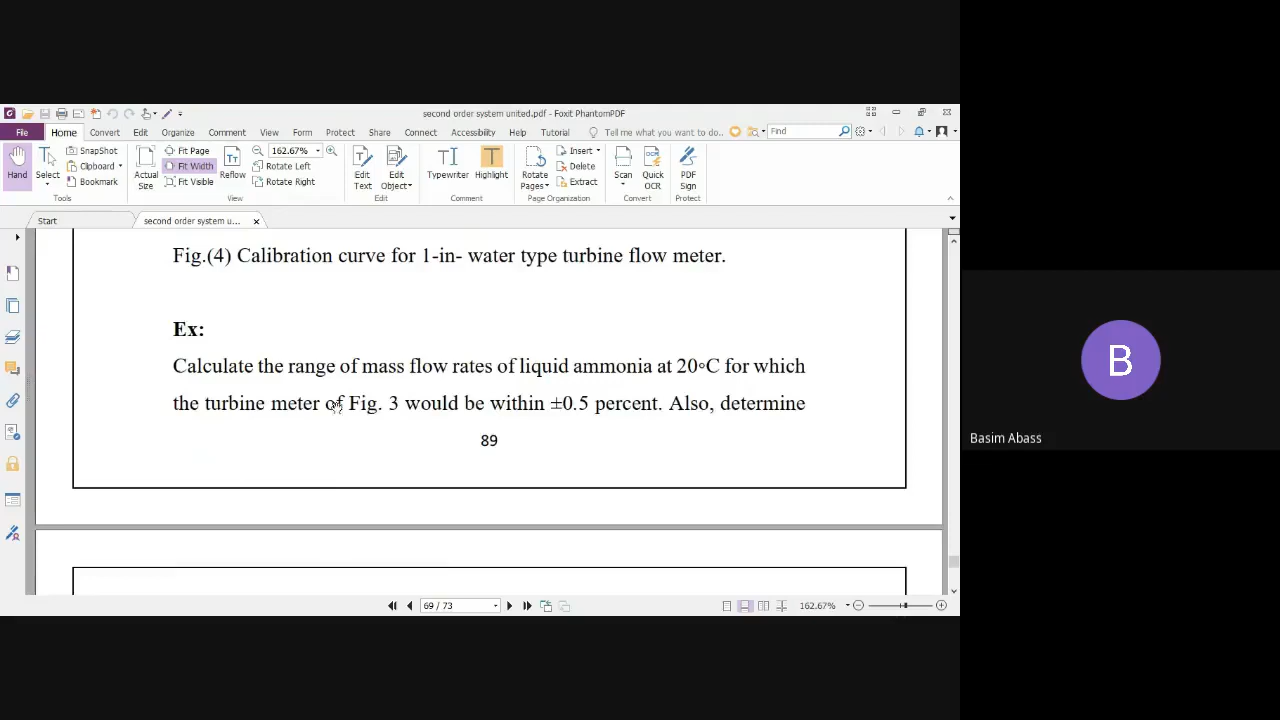 second order system united.pdf - Foxit PhantomPDF
File Home Convert Edit Organize Comment View Form Protect Share Connect Accessibility Help Tutorial Tell me what you want to do.. Find
Hand
Select
SnapShot
Clipboard
Bookmark
Tools
Actual Size
Fit Page
Fit Width
Fit Visible
Reflow
162.67%
Rotate Left
Rotate Right
View
Edit Text
Edit Object
Edit
Typewriter
Highlight
Comment
Rotate Pages
Insert
Delete
Extract
Page Organization
Scan
Quick OCR
Convert
PDF Sign
Protect
Start second order system u...
Fig.(4) Calibration curve for 1-in- water type turbine flow meter.
Ex:
Calculate the range of mass flow rates of liquid ammonia at 20∘C for which
the turbine meter of Fig. 3 would be within ±0.5 percent. Also, determine
89
69 / 73
162.67%
B
Basim Abass